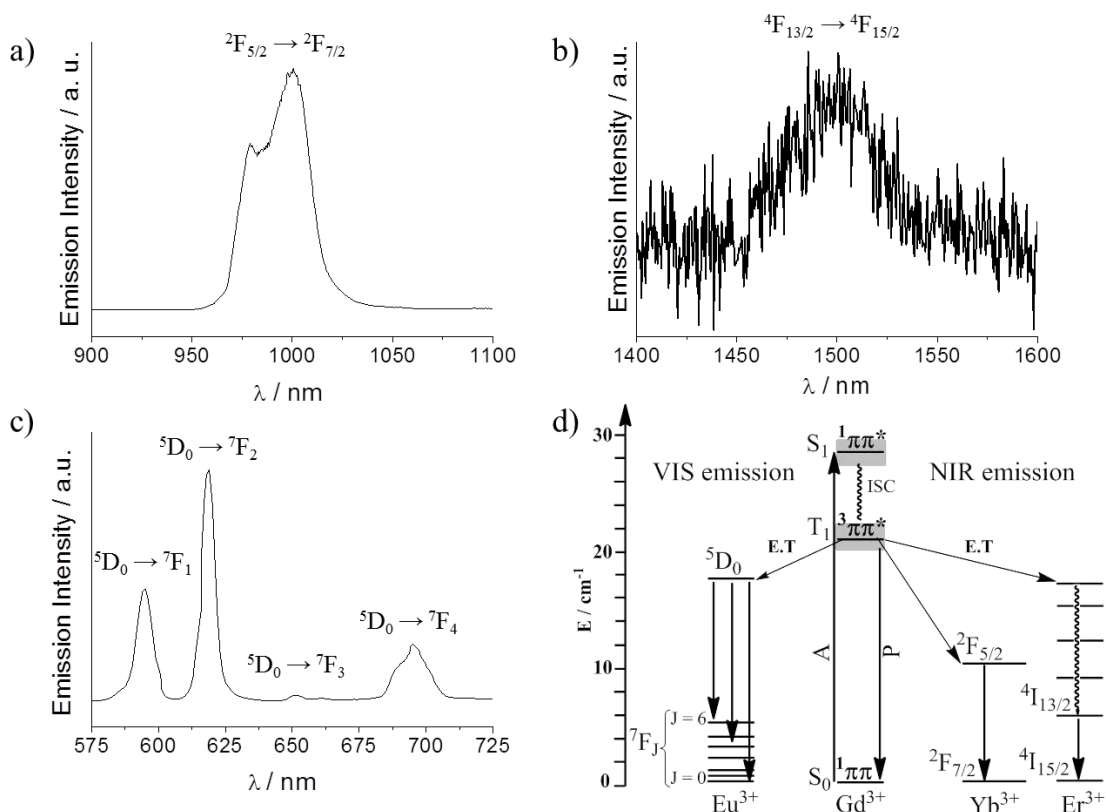 a)
²F₅/₂ → ²F₇/₂
Emission Intensity / a. u.
900 950 1000 1050 1100
λ / nm
b)
⁴F₁₃/₂ → ⁴F₁₅/₂
Emission Intensity / a.u.
1400 1450 1500 1550 1600
λ / nm
c)
⁵D₀ → ⁷F₂
⁵D₀ → ⁷F₁
⁵D₀ → ⁷F₄
⁵D₀ → ⁷F₃
Emission Intensity / a.u.
575 600 625 650 675 700 725
λ / nm
d)
30
20
10
0
E / cm⁻¹
VIS emission
NIR emission
S₁ ¹ππ*
ISC
T₁ ³ππ*
E.T
E.T
⁵D₀
A
P
²F₅/₂
⁴I₁₃/₂
J = 6
⁷F_J
J = 0
S₀ ¹ππ
²F₇/₂
⁴I₁₅/₂
Eu³⁺ Gd³⁺ Yb³⁺ Er³⁺